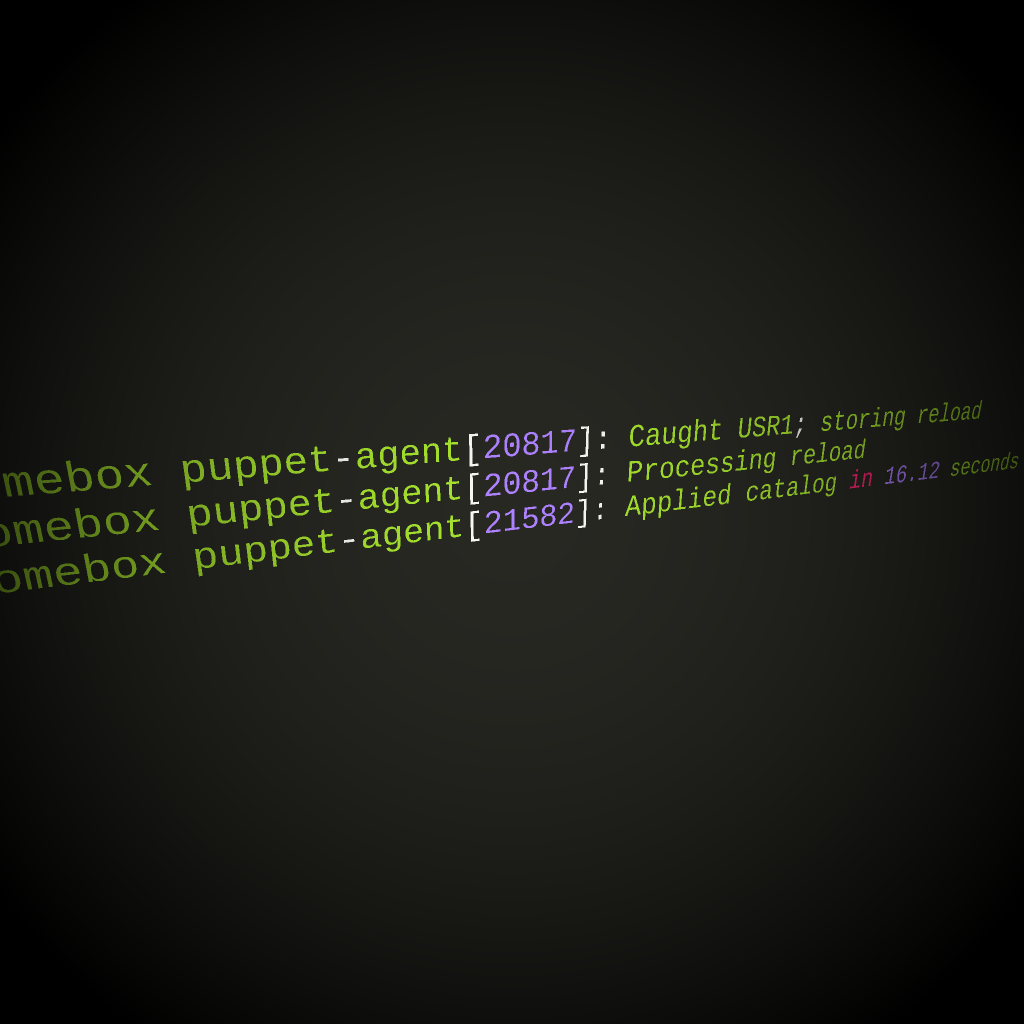 mebox puppet-agent[20817]: Caught USR1; storing reload
omebox puppet-agent[20817]: Processing reload
omebox puppet-agent[21582]: Applied catalog in 16.12 seconds